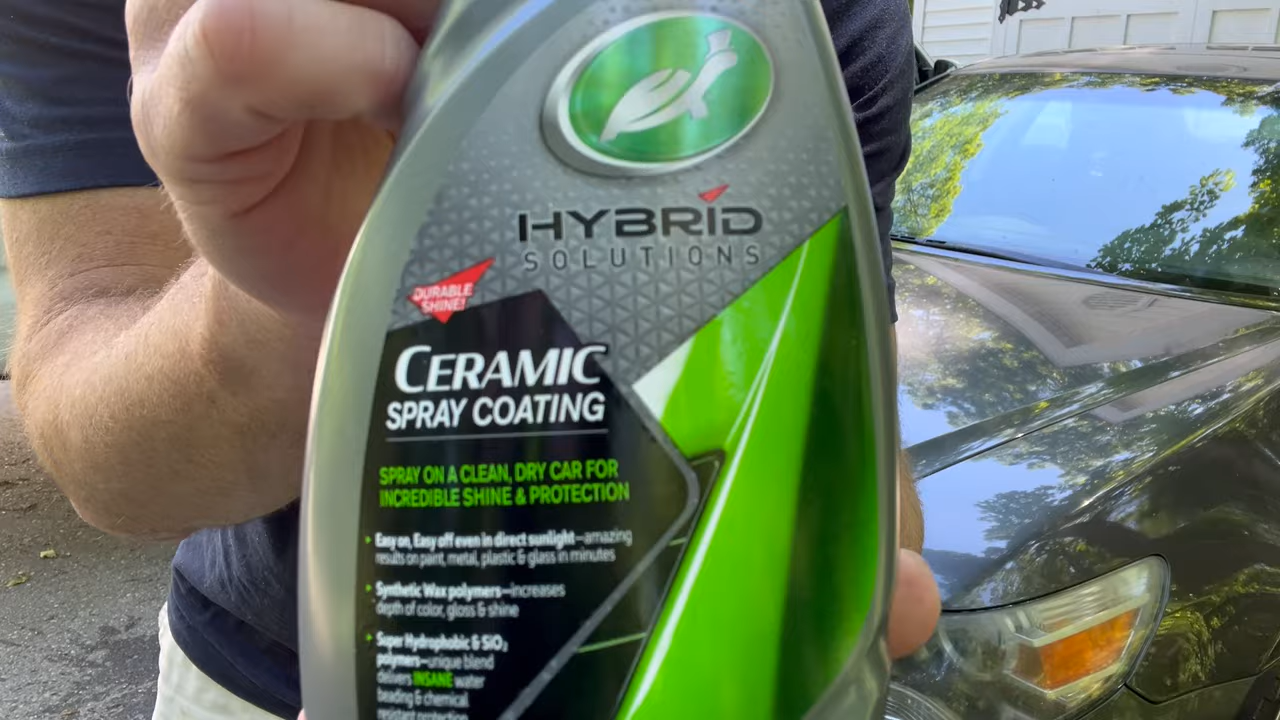 HYBRID
SOLUTIONS
DURABLE
SHINE!
CERAMIC
SPRAY COATING
SPRAY ON A CLEAN, DRY CAR FOR
INCREDIBLE SHINE & PROTECTION
Easy on, Easy off even in direct sunlight—amazing
results on paint, metal, plastic & glass in minutes
Synthetic Wax polymers—increases
depth of color, gloss & shine
Super Hydrophobic & SiO₂
polymers—unique blend
delivers INSANE water
beading & chemical
resistant protection